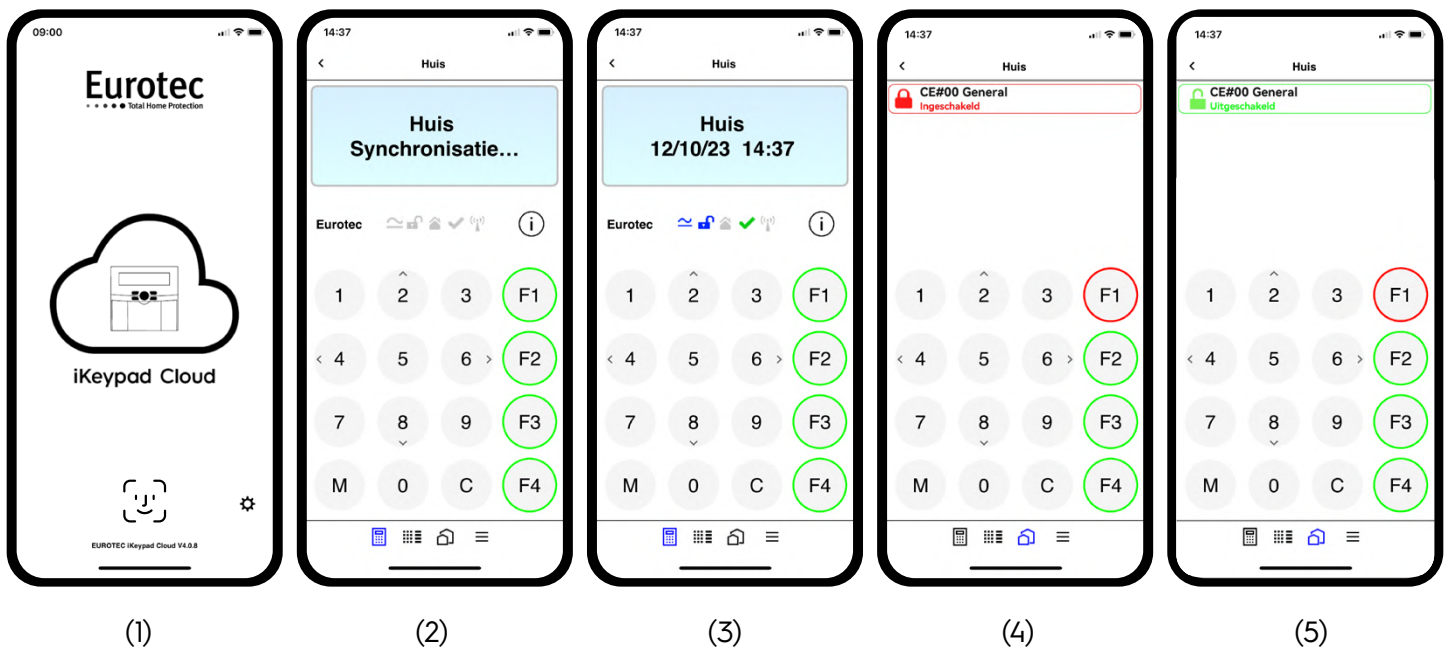 09:00
Eurotec
Total Home Protection
iKeypad Cloud
EUROTEC iKeypad Cloud V4.0.8
(1)
14:37
Huis
Huis
Synchronisatie...
Eurotec
i
1 2 3 F1
4 5 6 F2
7 8 9 F3
M 0 C F4
(2)
14:37
Huis
Huis
12/10/23 14:37
Eurotec
i
1 2 3 F1
4 5 6 F2
7 8 9 F3
M 0 C F4
(3)
14:37
Huis
CE#00 General
Ingeschakeld
1 2 3 F1
4 5 6 F2
7 8 9 F3
M 0 C F4
(4)
14:37
Huis
CE#00 General
Uitgeschakeld
1 2 3 F1
4 5 6 F2
7 8 9 F3
M 0 C F4
(5)